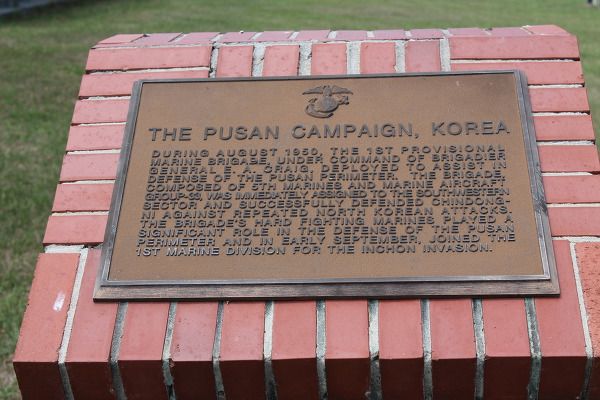 THE PUSAN CAMPAIGN, KOREA
DURING AUGUST 1950, THE 1ST PROVISIONAL
MARINE BRIGADE, UNDER COMMAND OF BRIGADIER
GENERAL E. A. CRAIG, DEPLOYED TO ASSIST IN
DEFENSE OF THE PUSAN PERIMETER. THE BRIGADE,
COMPOSED OF 5TH MARINES AND MARINE AIRCRAFT
GROUP-33, WAS IMMEDIATELY ASSIGNED TO THE SOUTHWESTERN
SECTOR AND SUCCESSFULLY DEFENDED CHINDONG-
NI AGAINST REPEATED NORTH KOREAN ATTACKS.
THE BRIGADE'S HARD FIGHTING MARINES PLAYED A
SIGNIFICANT ROLE IN THE DEFENSE OF THE PUSAN
PERIMETER AND IN EARLY SEPTEMBER, JOINED THE
1ST MARINE DIVISION FOR THE INCHON INVASION.